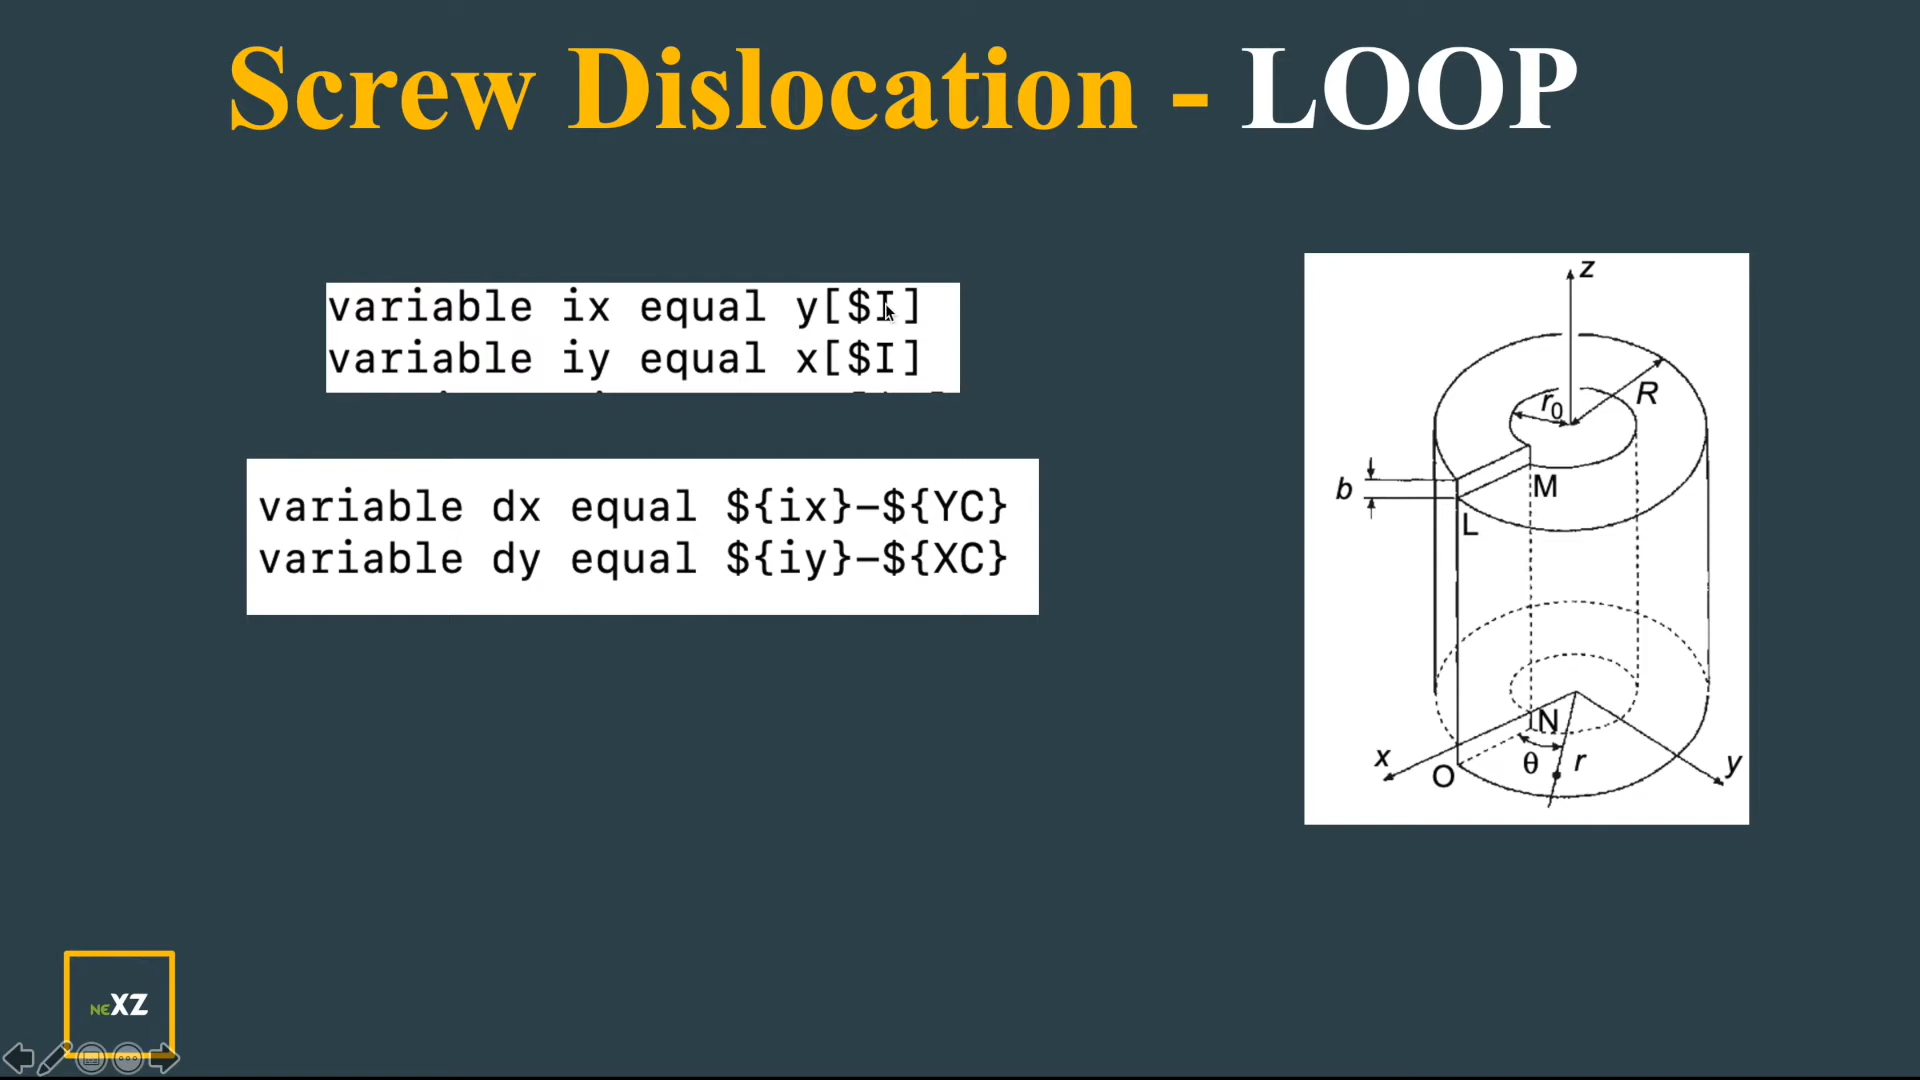 Screw Dislocation - LOOP
variable ix equal y[$I]
variable iy equal x[$I]
variable dx equal ${ix}-${YC}
variable dy equal ${iy}-${XC}
z
R
r0
b
M
L
N
x
θ
r
y
O
NEXZ